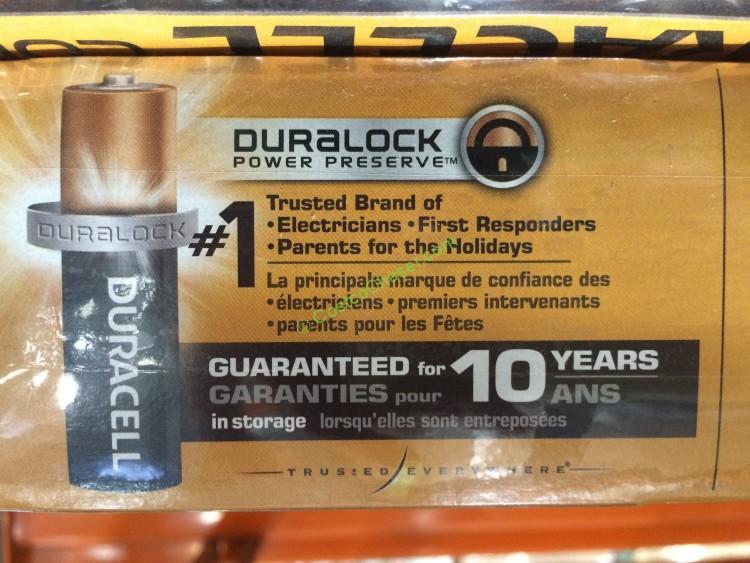 DURACELL
DURALOCK
POWER PRESERVE™
DURALOCK
DURACELL
#1
Trusted Brand of
•Electricians •First Responders
•Parents for the Holidays
La principale marque de confiance des
•électriciens •premiers intervenants
•parents pour les Fêtes
GUARANTEED for 10 YEARS
GARANTIES pour ANS
in storage lorsqu'elles sont entreposées
TRUSTED EVERYWHERE®